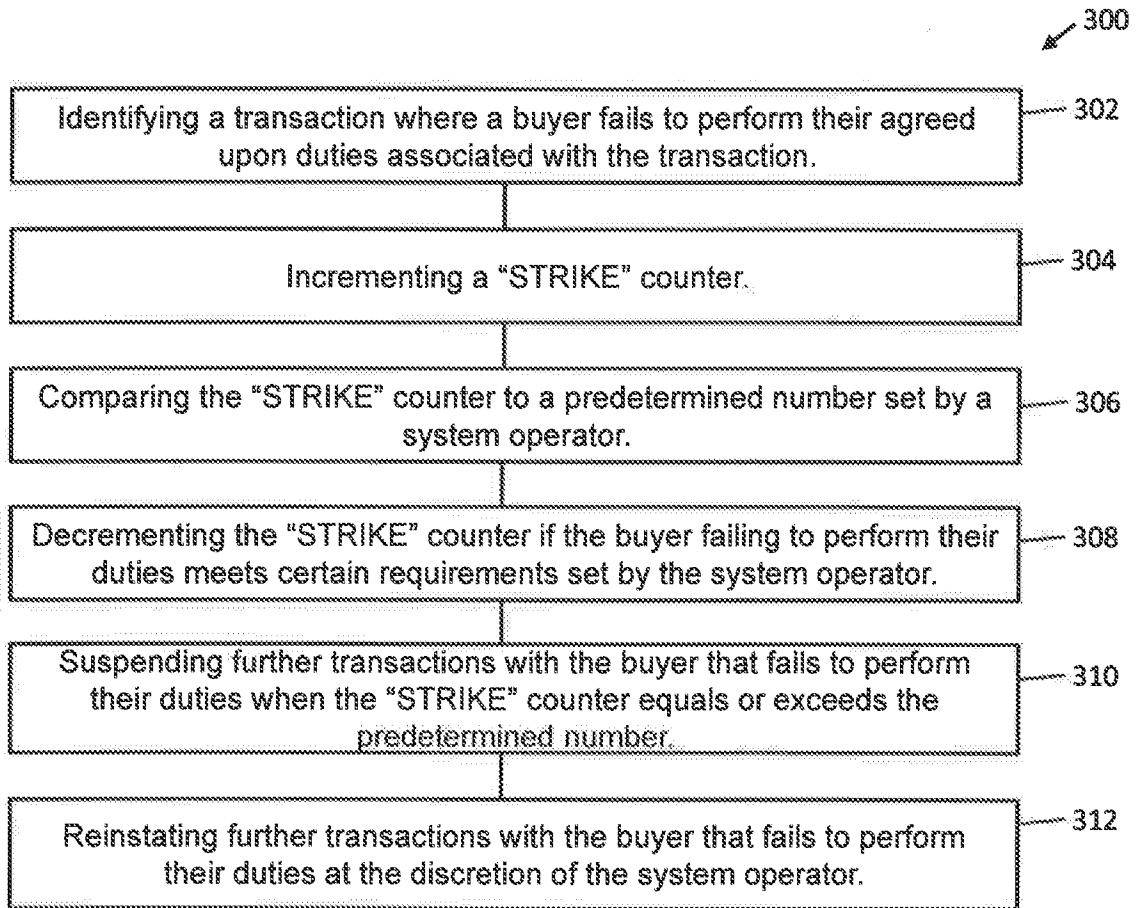 300
Identifying a transaction where a buyer fails to perform their agreed
upon duties associated with the transaction.
302
Incrementing a “STRIKE” counter.
304
Comparing the “STRIKE” counter to a predetermined number set by a
system operator.
306
Decrementing the “STRIKE” counter if the buyer failing to perform their
duties meets certain requirements set by the system operator.
308
Suspending further transactions with the buyer that fails to perform
their duties when the “STRIKE” counter equals or exceeds the
predetermined number.
310
Reinstating further transactions with the buyer that fails to perform
their duties at the discretion of the system operator.
312